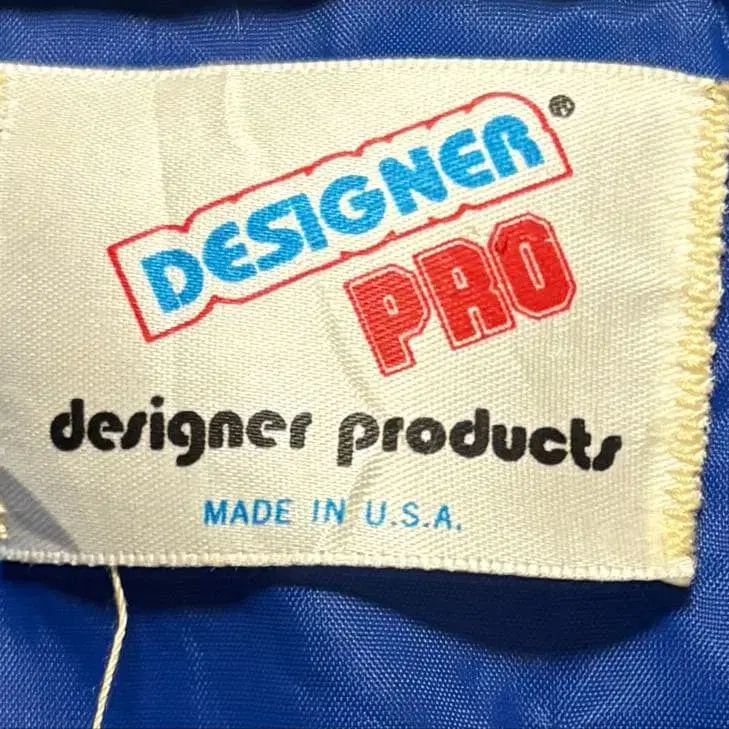 DESIGNER®
PRO
designer products
MADE IN U.S.A.